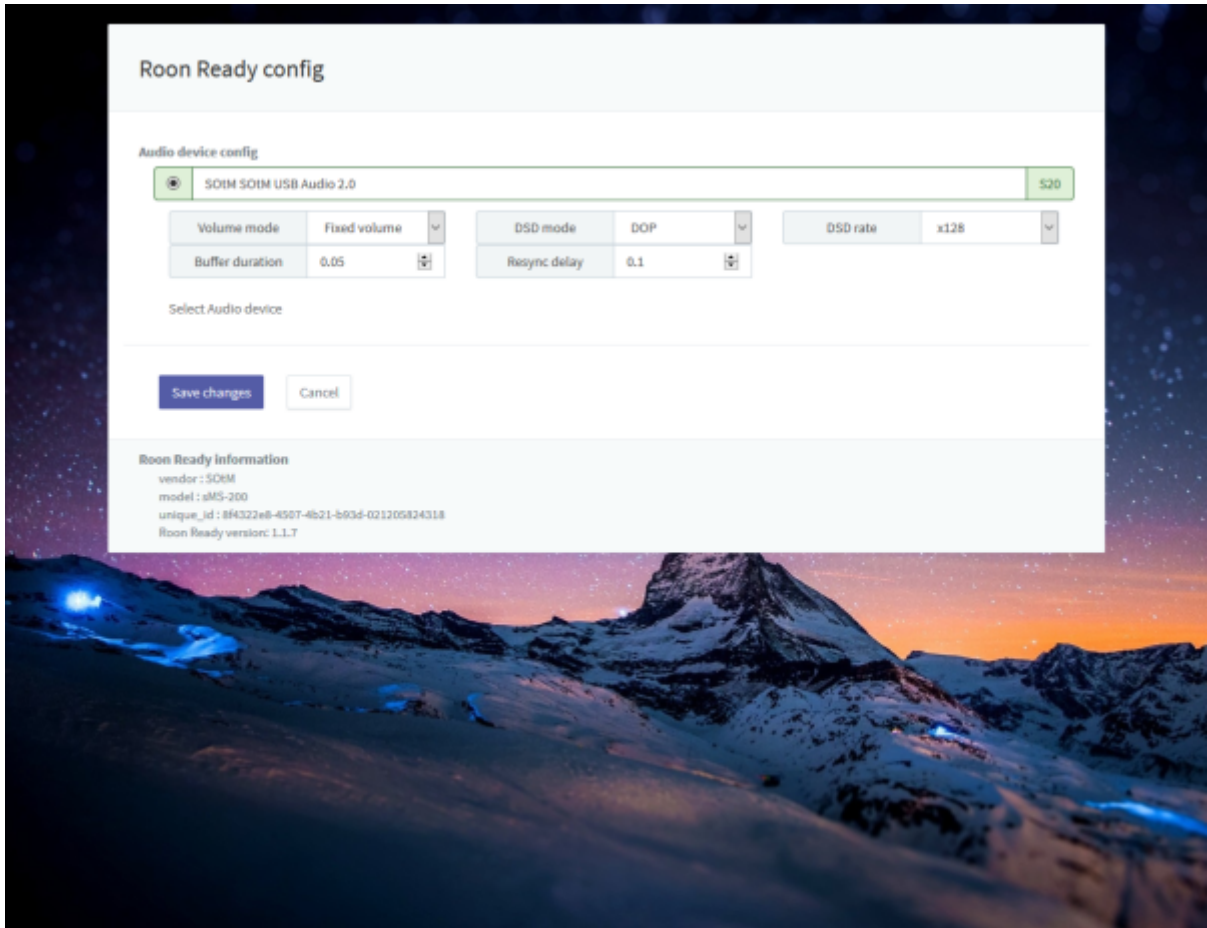 Roon Ready config
Audio device config
SOtM SOtM USB Audio 2.0 S20
Volume mode Fixed volume DSD mode DOP DSD rate x128
Buffer duration 0.05 Resync delay 0.1
Select Audio device
Save changes Cancel
Roon Ready information
vendor : SOtM
model : sMS-200
unique_id : 8f4322e8-4507-4b21-b93d-021205824318
Roon Ready version: 1.1.7